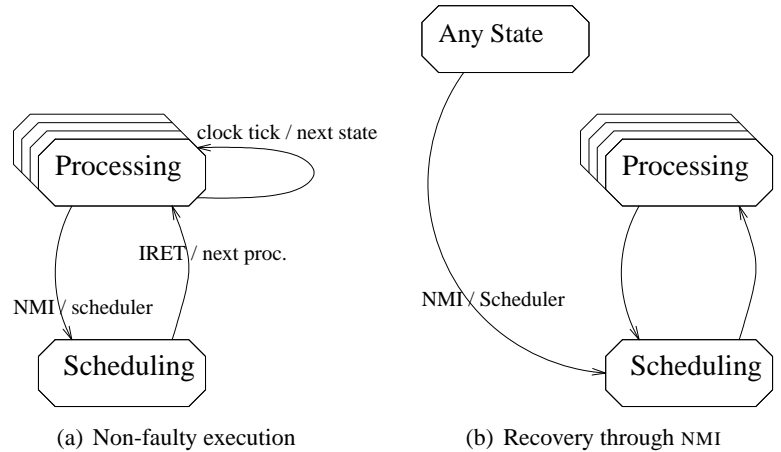 Processing
clock tick / next state
IRET / next proc.
NMI / scheduler
Scheduling
(a) Non-faulty execution
Any State
Processing
NMI / Scheduler
Scheduling
(b) Recovery through NMI